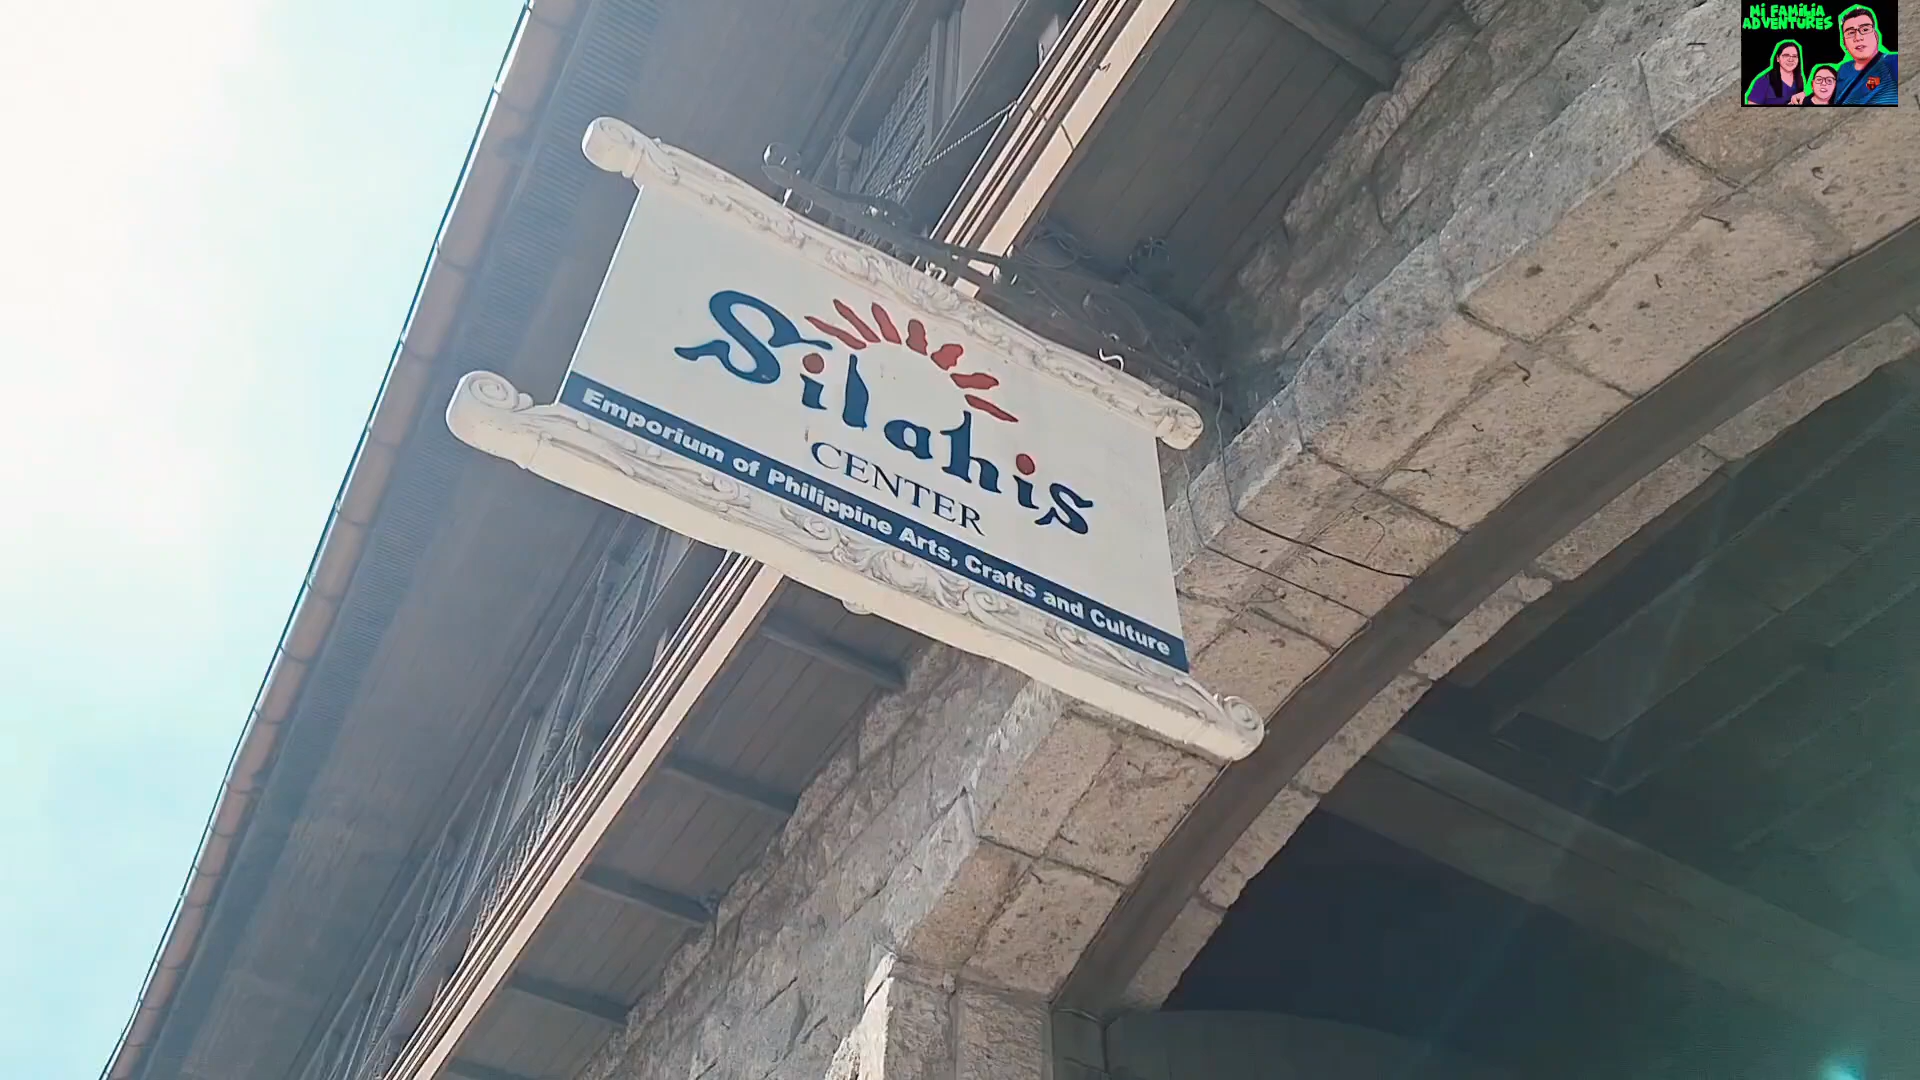 Mi FAMiLiA
ADVENTURES
Silahis
CENTER
Emporium of Philippine Arts, Crafts and Culture